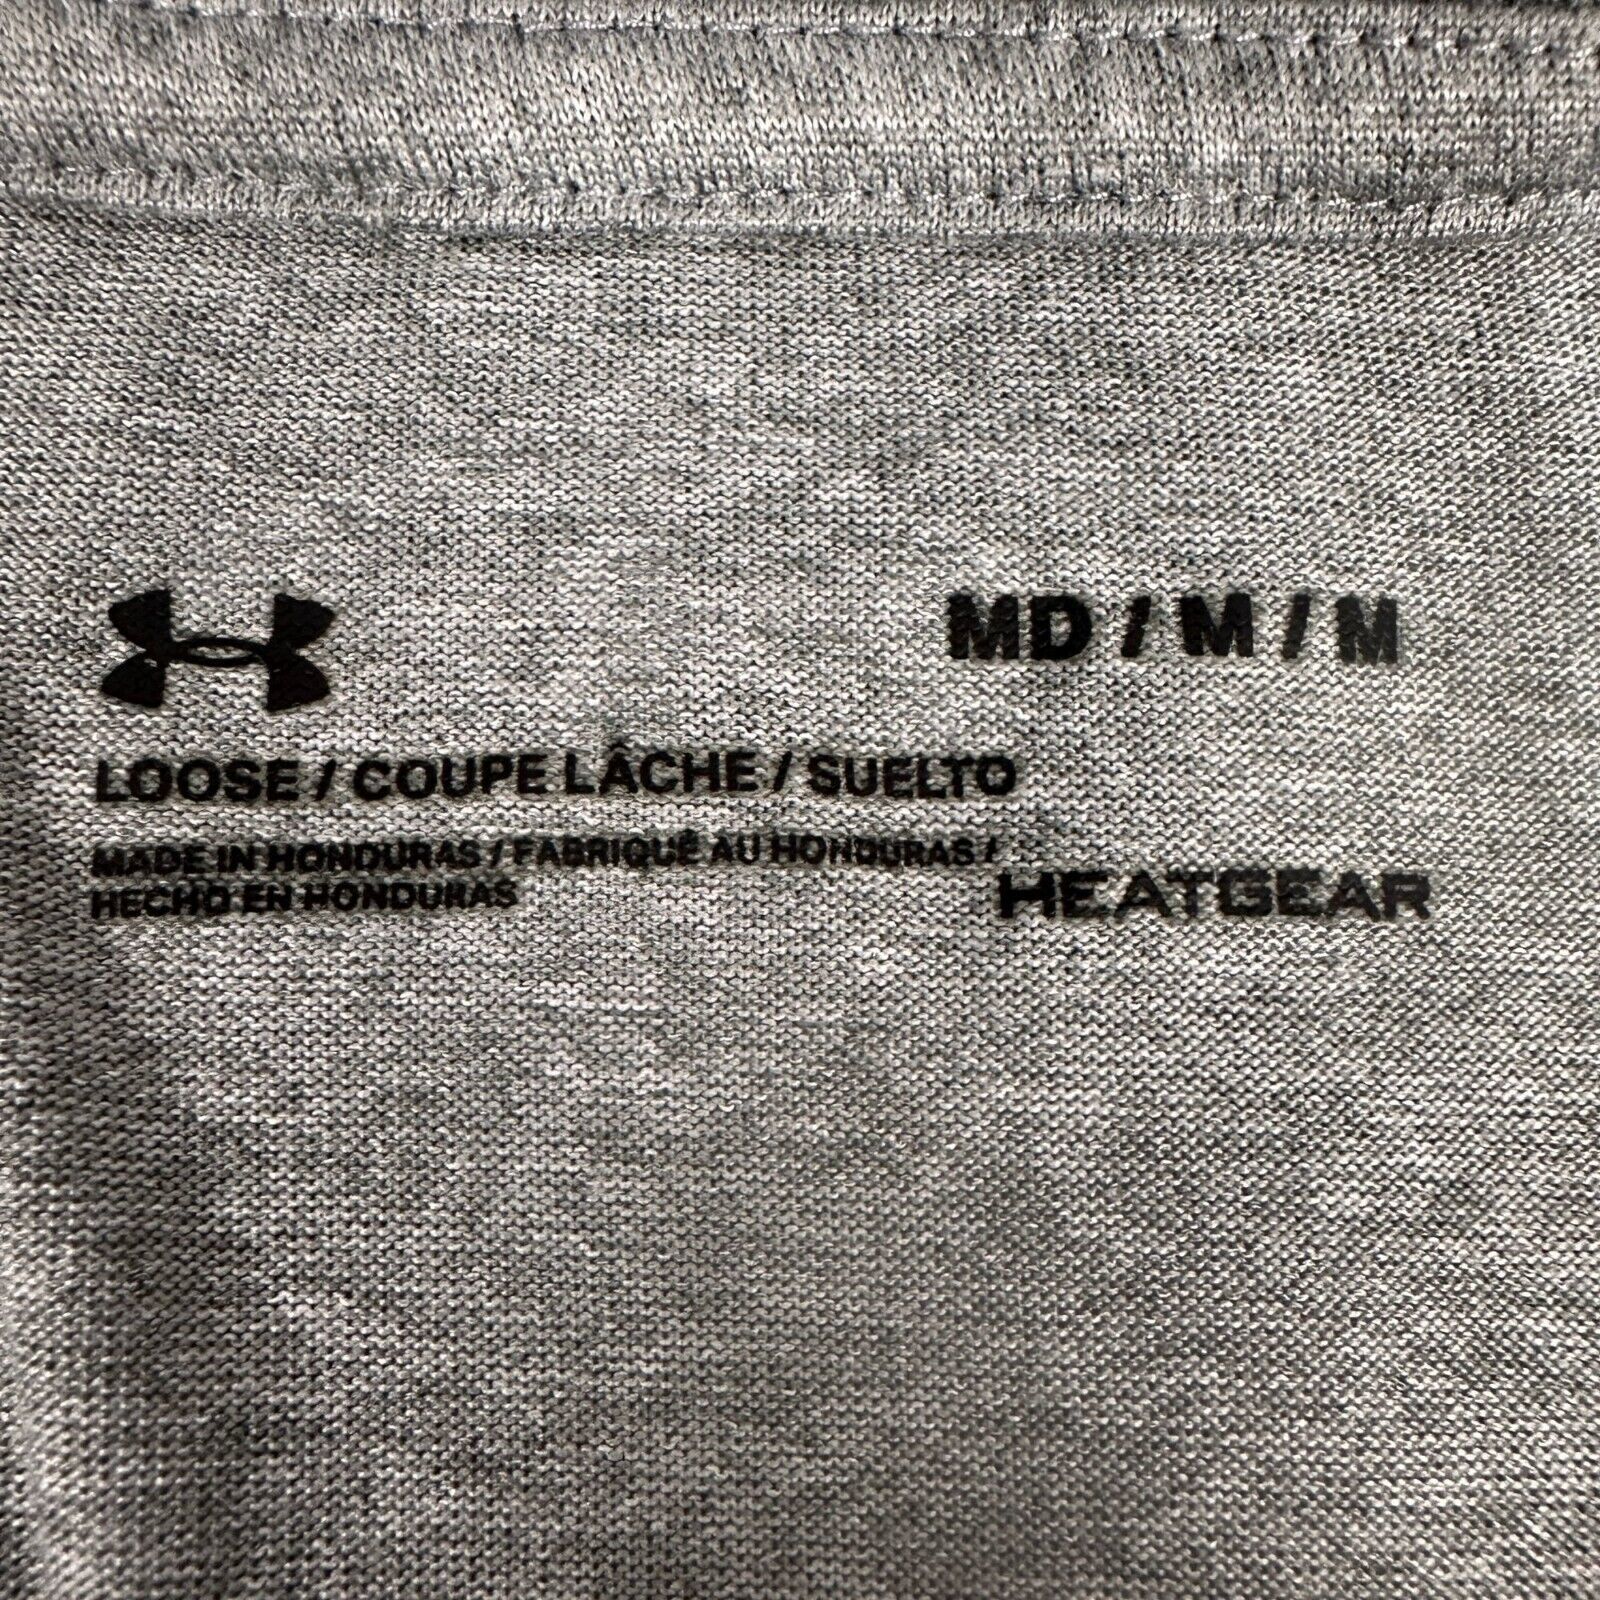 MD / M / M
LOOSE / COUPE LÂCHE / SUELTO
MADE IN HONDURAS / FABRIQUÉ AU HONDURAS /
HECHO EN HONDURAS
HEATGEAR